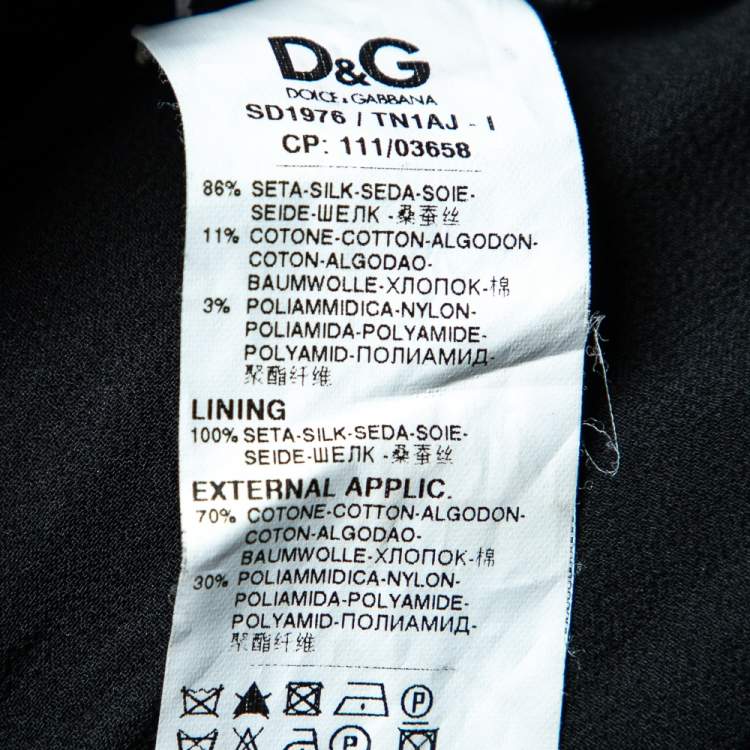 D&G
DOLCE & GABBANA
SD1976 / TN1AJ - I
CP: 111/03658
86% SETA-SILK-SEDA-SOIE-
SEIDE-ШЕЛК-桑蚕丝
11% COTONE-COTTON-ALGODON-
COTON-ALGODAO-
BAUMWOLLE-ХЛОПОК-棉
3% POLIAMMIDICA-NYLON-
POLIAMIDA-POLYAMIDE-
POLYAMID-ПОЛИАМИД-
聚酯纤维
LINING
100% SETA-SILK-SEDA-SOIE-
SEIDE-ШЕЛК-桑蚕丝
EXTERNAL APPLIC.
70% COTONE-COTTON-ALGODON-
COTON-ALGODAO-
BAUMWOLLE-ХЛОПОК-棉
30% POLIAMMIDICA-NYLON-
POLIAMIDA-POLYAMIDE-
POLYAMID-ПОЛИАМИД-
聚酯纤维
P